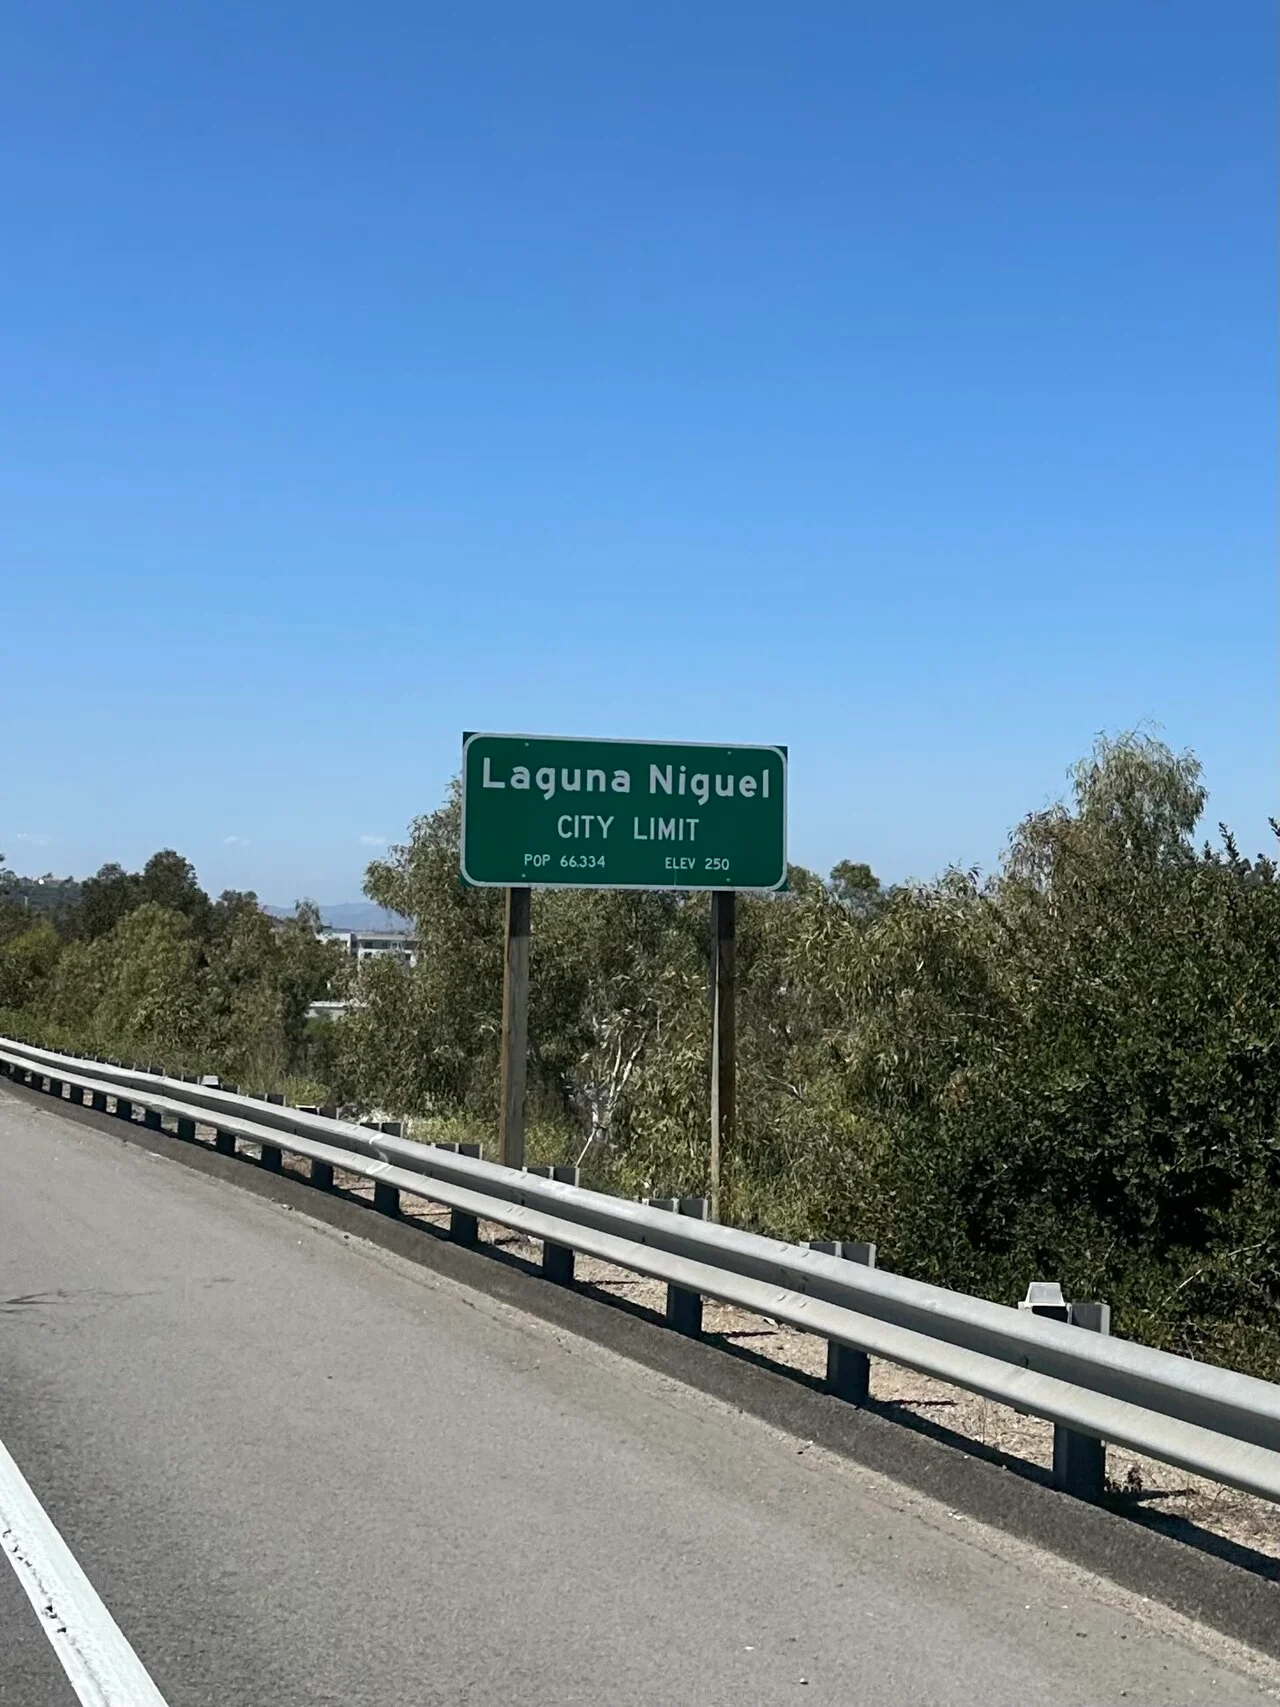 Laguna Niguel
CITY LIMIT
POP 66,334 ELEV 250